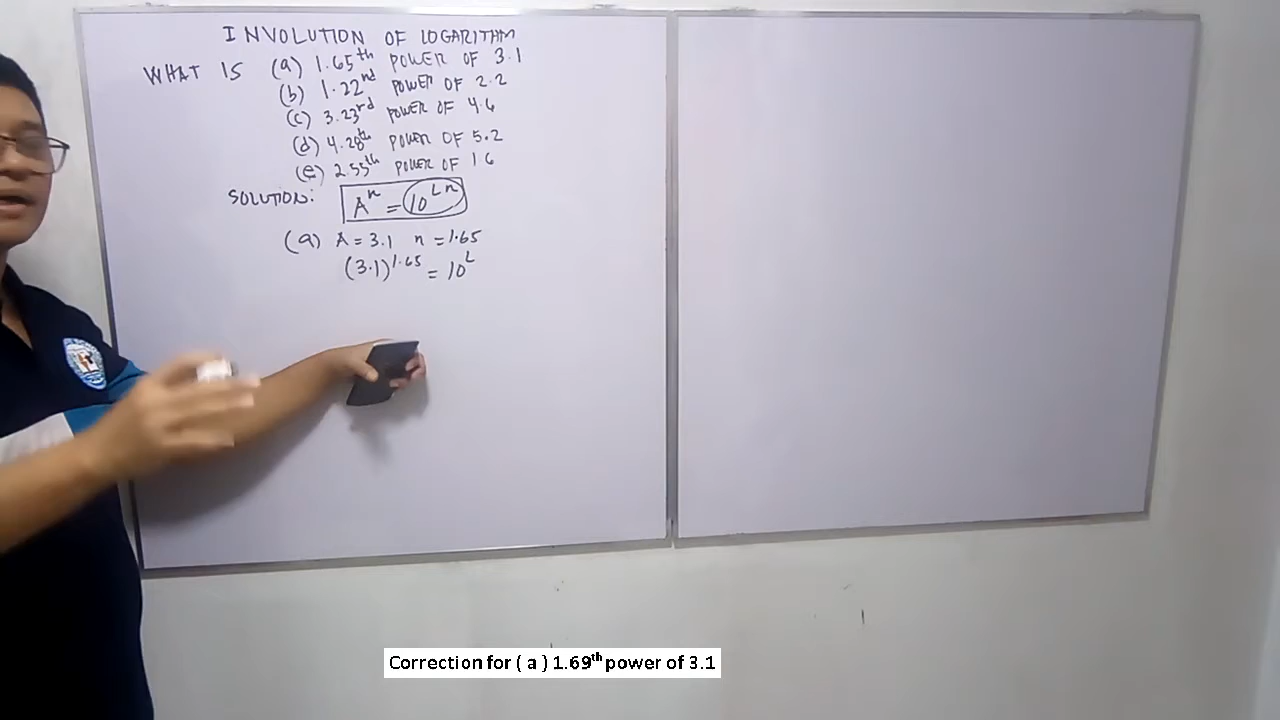 INVOLUTION OF LOGARITHM
WHAT IS (a) 1.65th POWER OF 3.1
(b) 1.22nd POWER OF 2.2
(c) 3.23rd POWER OF 4.6
(d) 4.28th POWER OF 5.2
(e) 2.55th POWER OF 1.6
SOLUTION: A^n = 10^Ln
(a) A = 3.1 n = 1.65
(3.1)^1.65 = 10^L
Correction for ( a ) 1.69th power of 3.1